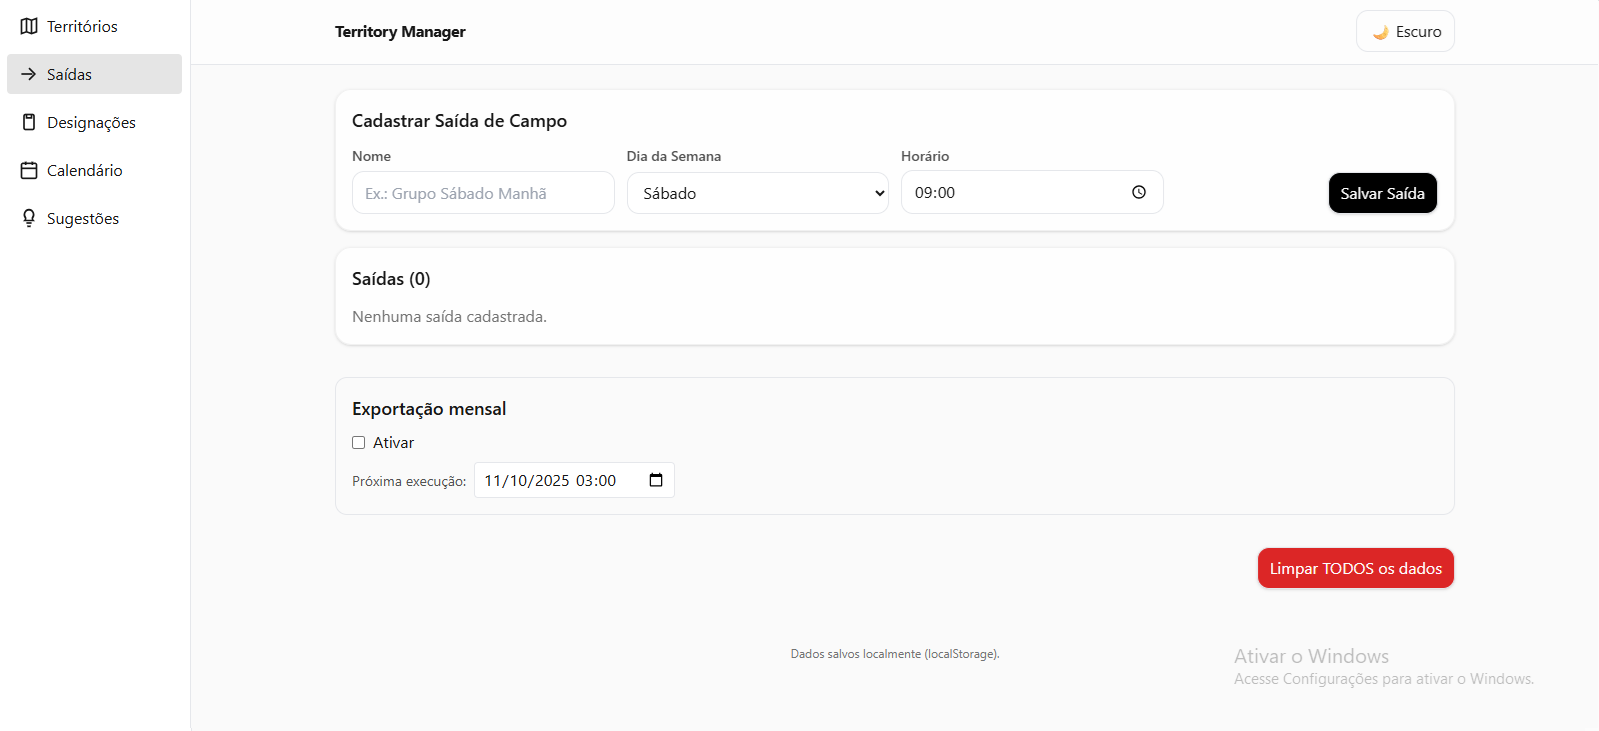 Territórios
Saídas
Designações
Calendário
Sugestões
Territory Manager
Escuro
Cadastrar Saída de Campo
Nome
Dia da Semana
Horário
Ex.: Grupo Sábado Manhã
Sábado
09:00
Salvar Saída
Saídas (0)
Nenhuma saída cadastrada.
Exportação mensal
Ativar
Próxima execução: 11/10/2025 03:00
Limpar TODOS os dados
Dados salvos localmente (localStorage).
Ativar o Windows
Acesse Configurações para ativar o Windows.